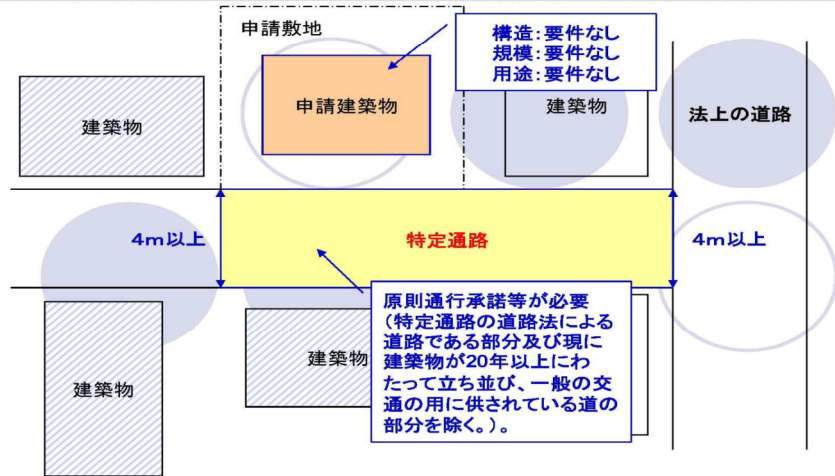 申請敷地
構造:要件なし
規模:要件なし
用途:要件なし
建築物
申請建築物
建築物
法上の道路
4m以上
特定通路
4m以上
原則通行承諾等が必要
(特定通路の道路法による
道路である部分及び現に
建築物が20年以上にわ
たって立ち並び、一般の交
通の用に供されている道の
部分を除く。)。
建築物
建築物